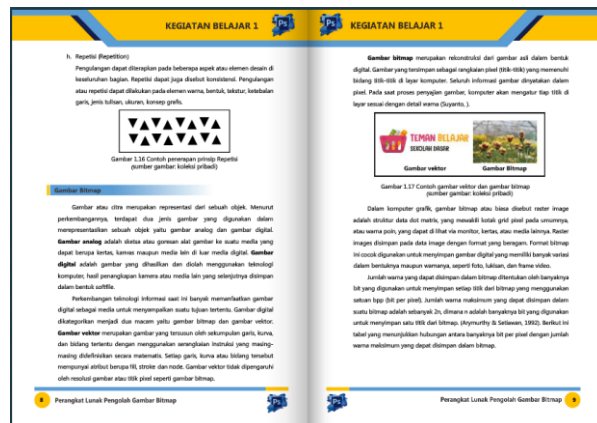 KEGIATAN BELAJAR 1
Ps
h. Repetisi (Repetition)
Pengulangan dapat diterapkan pada beberapa aspek atau elemen desain di
keseluruhan bagian. Repetisi dapat juga disebut konsistensi. Pengulangan
atau repetisi dapat dilakukan pada elemen warna, bentuk, tekstur, ketebalan
garis, jenis tulisan, ukuran, konsep grafis.
Gambar 1.16 Contoh penerapan prinsip Repetisi
(sumber gambar: koleksi pribadi)
Gambar Bitmap
Gambar atau citra merupakan representasi dari sebuah objek. Menurut
perkembangannya, terdapat dua jenis gambar yang digunakan dalam
merepresentasikan sebuah objek yaitu gambar analog dan gambar digital.
Gambar analog adalah sketsa atau goresan alat gambar ke suatu media yang
dapat berupa kertas, kanvas maupun media lain di luar media digital. Gambar
digital adalah gambar yang dihasilkan dan diolah menggunakan teknologi
komputer, hasil penangkapan kamera atau media lain yang selanjutnya disimpan
dalam bentuk softfile.
Perkembangan teknologi informasi saat ini banyak memanfaatkan gambar
digital sebagai media untuk menyampaikan suatu tujuan tertentu. Gambar digital
dikategorikan menjadi dua macam yaitu gambar bitmap dan gambar vektor.
Gambar vektor merupakan gambar yang tersusun oleh sekumpulan garis, kurva,
dan bidang tertentu dengan menggunakan serangkaian instruksi yang masing-
masing didefinisikan secara matematis. Setiap garis, kurva atau bidang tersebut
mempunyai atribut berupa fill, stroke dan node. Gambar vektor tidak dipengaruhi
oleh resolusi gambar atau titik pixel seperti gambar bitmap.
8 Perangkat Lunak Pengolah Gambar Bitmap
Ps
Ps
KEGIATAN BELAJAR 1
Gambar bitmap merupakan rekonstruksi dari gambar asli dalam bentuk
digital. Gambar yang tersimpan sebagai rangkaian pixel (titik-titik) yang memenuhi
bidang titik-titik di layar komputer. Seluruh informasi gambar dinyatakan dalam
pixel. Pada saat proses penyajian gambar, komputer akan mengatur tiap titik di
layar sesuai dengan detail warna (Suyanto, ).
TEMAN BELAJAR
SEKOLAH DASAR
Gambar vektor
Gambar Bitmap
Gambar 1.17 Contoh gambar vektor dan gambar bitmap
(sumber gambar: koleksi pribadi)
Dalam komputer grafik, gambar bitmap atau biasa disebut raster image
adalah struktur data dot matrix, yang mewakili kotak grid pixel pada umumnya,
atau warna poin, yang dapat di lihat via monitor, kertas, atau media lainnya. Raster
images disimpan pada data image dengan format yang beragam. Format bitmap
ini cocok digunakan untuk menyimpan gambar digital yang memiliki banyak variasi
dalam bentuknya maupun warnanya, seperti foto, lukisan, dan frame video.
Jumlah warna yang dapat disimpan dalam bitmap ditentukan oleh banyaknya
bit yang digunakan untuk menyimpan setiap titik dari bitmap yang menggunakan
satuan bpp (bit per pixel). Jumlah warna maksimum yang dapat disimpan dalam
suatu bitmap adalah sebanyak 2n, dimana n adalah banyaknya bit yang digunakan
untuk menyimpan satu titik dari bitmap. (Arymurthy & Setiawan, 1992). Berikut ini
tabel yang menunjukkan hubungan antara banyaknya bit per pixel dengan jumlah
warna maksimum yang dapat disimpan dalam bitmap.
Ps
Perangkat Lunak Pengolah Gambar Bitmap 9